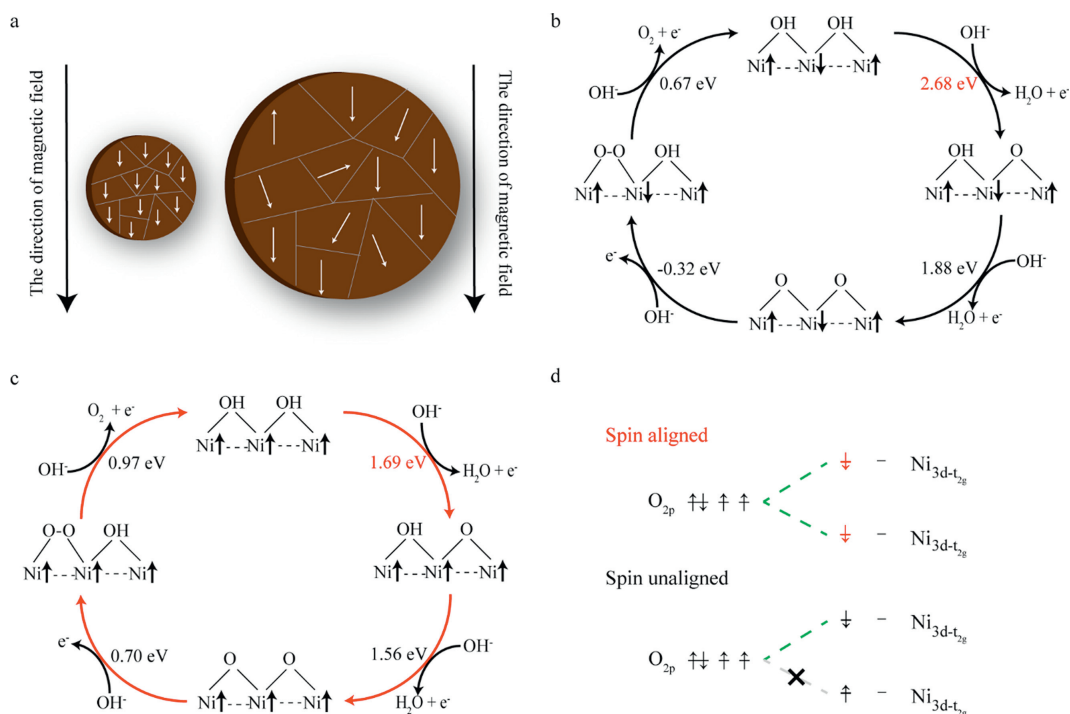 a
The direction of magnetic field
The direction of magnetic field
b
OH OH
Ni↑---Ni↓---Ni↑
O₂ + e⁻
OH⁻
0.67 eV
OH⁻
2.68 eV
H₂O + e⁻
O-O OH
Ni↑---Ni↓---Ni↑
OH O
Ni↑---Ni↓---Ni↑
e⁻
-0.32 eV
OH⁻
O O
Ni↑---Ni↓---Ni↑
1.88 eV
OH⁻
H₂O + e⁻
c
OH OH
Ni↑---Ni↑---Ni↑
O₂ + e⁻
OH⁻
0.97 eV
OH⁻
1.69 eV
H₂O + e⁻
O-O OH
Ni↑---Ni↑---Ni↑
OH O
Ni↑---Ni↑---Ni↑
e⁻
0.70 eV
OH⁻
O O
Ni↑---Ni↑---Ni↑
1.56 eV
OH⁻
H₂O + e⁻
d
Spin aligned
O₂ₚ
Ni3d-t2g
Ni3d-t2g
Spin unaligned
O₂ₚ
Ni3d-t2g
Ni3d-t2g